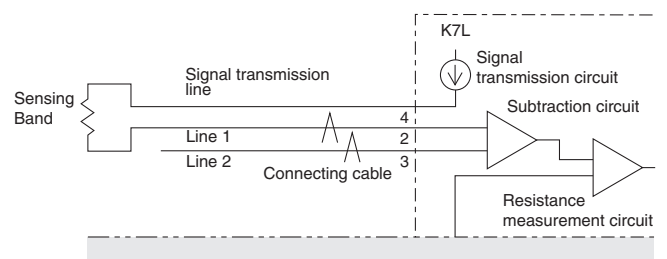 K7L
Signal
transmission circuit
Signal transmission
line
Sensing
Band
Subtraction circuit
4
Line 1
2
Line 2
3
Connecting cable
Resistance
measurement circuit